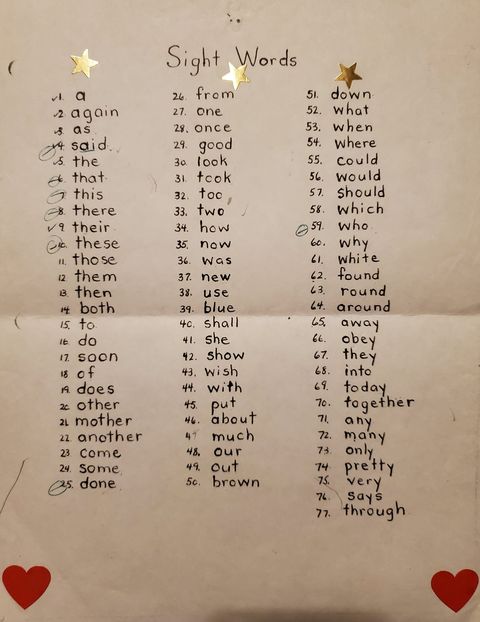 Sight Words
1. a
2. again
3. as
4. said
5. the
6. that
7. this
8. there
9. their
10. these
11. those
12. them
13. then
14. both
15. to
16. do
17. soon
18. of
19. does
20. other
21. mother
22. another
23. come
24. some
25. done
26. from
27. one
28. once
29. good
30. look
31. took
32. too
33. two
34. how
35. now
36. was
37. new
38. use
39. blue
40. shall
41. she
42. show
43. wish
44. with
45. put
46. about
47. much
48. our
49. out
50. brown
51. down
52. what
53. when
54. where
55. could
56. would
57. should
58. which
59. who
60. why
61. white
62. found
63. round
64. around
65. away
66. obey
67. they
68. into
69. today
70. together
71. any
72. many
73. only
74. pretty
75. very
76. says
77. through